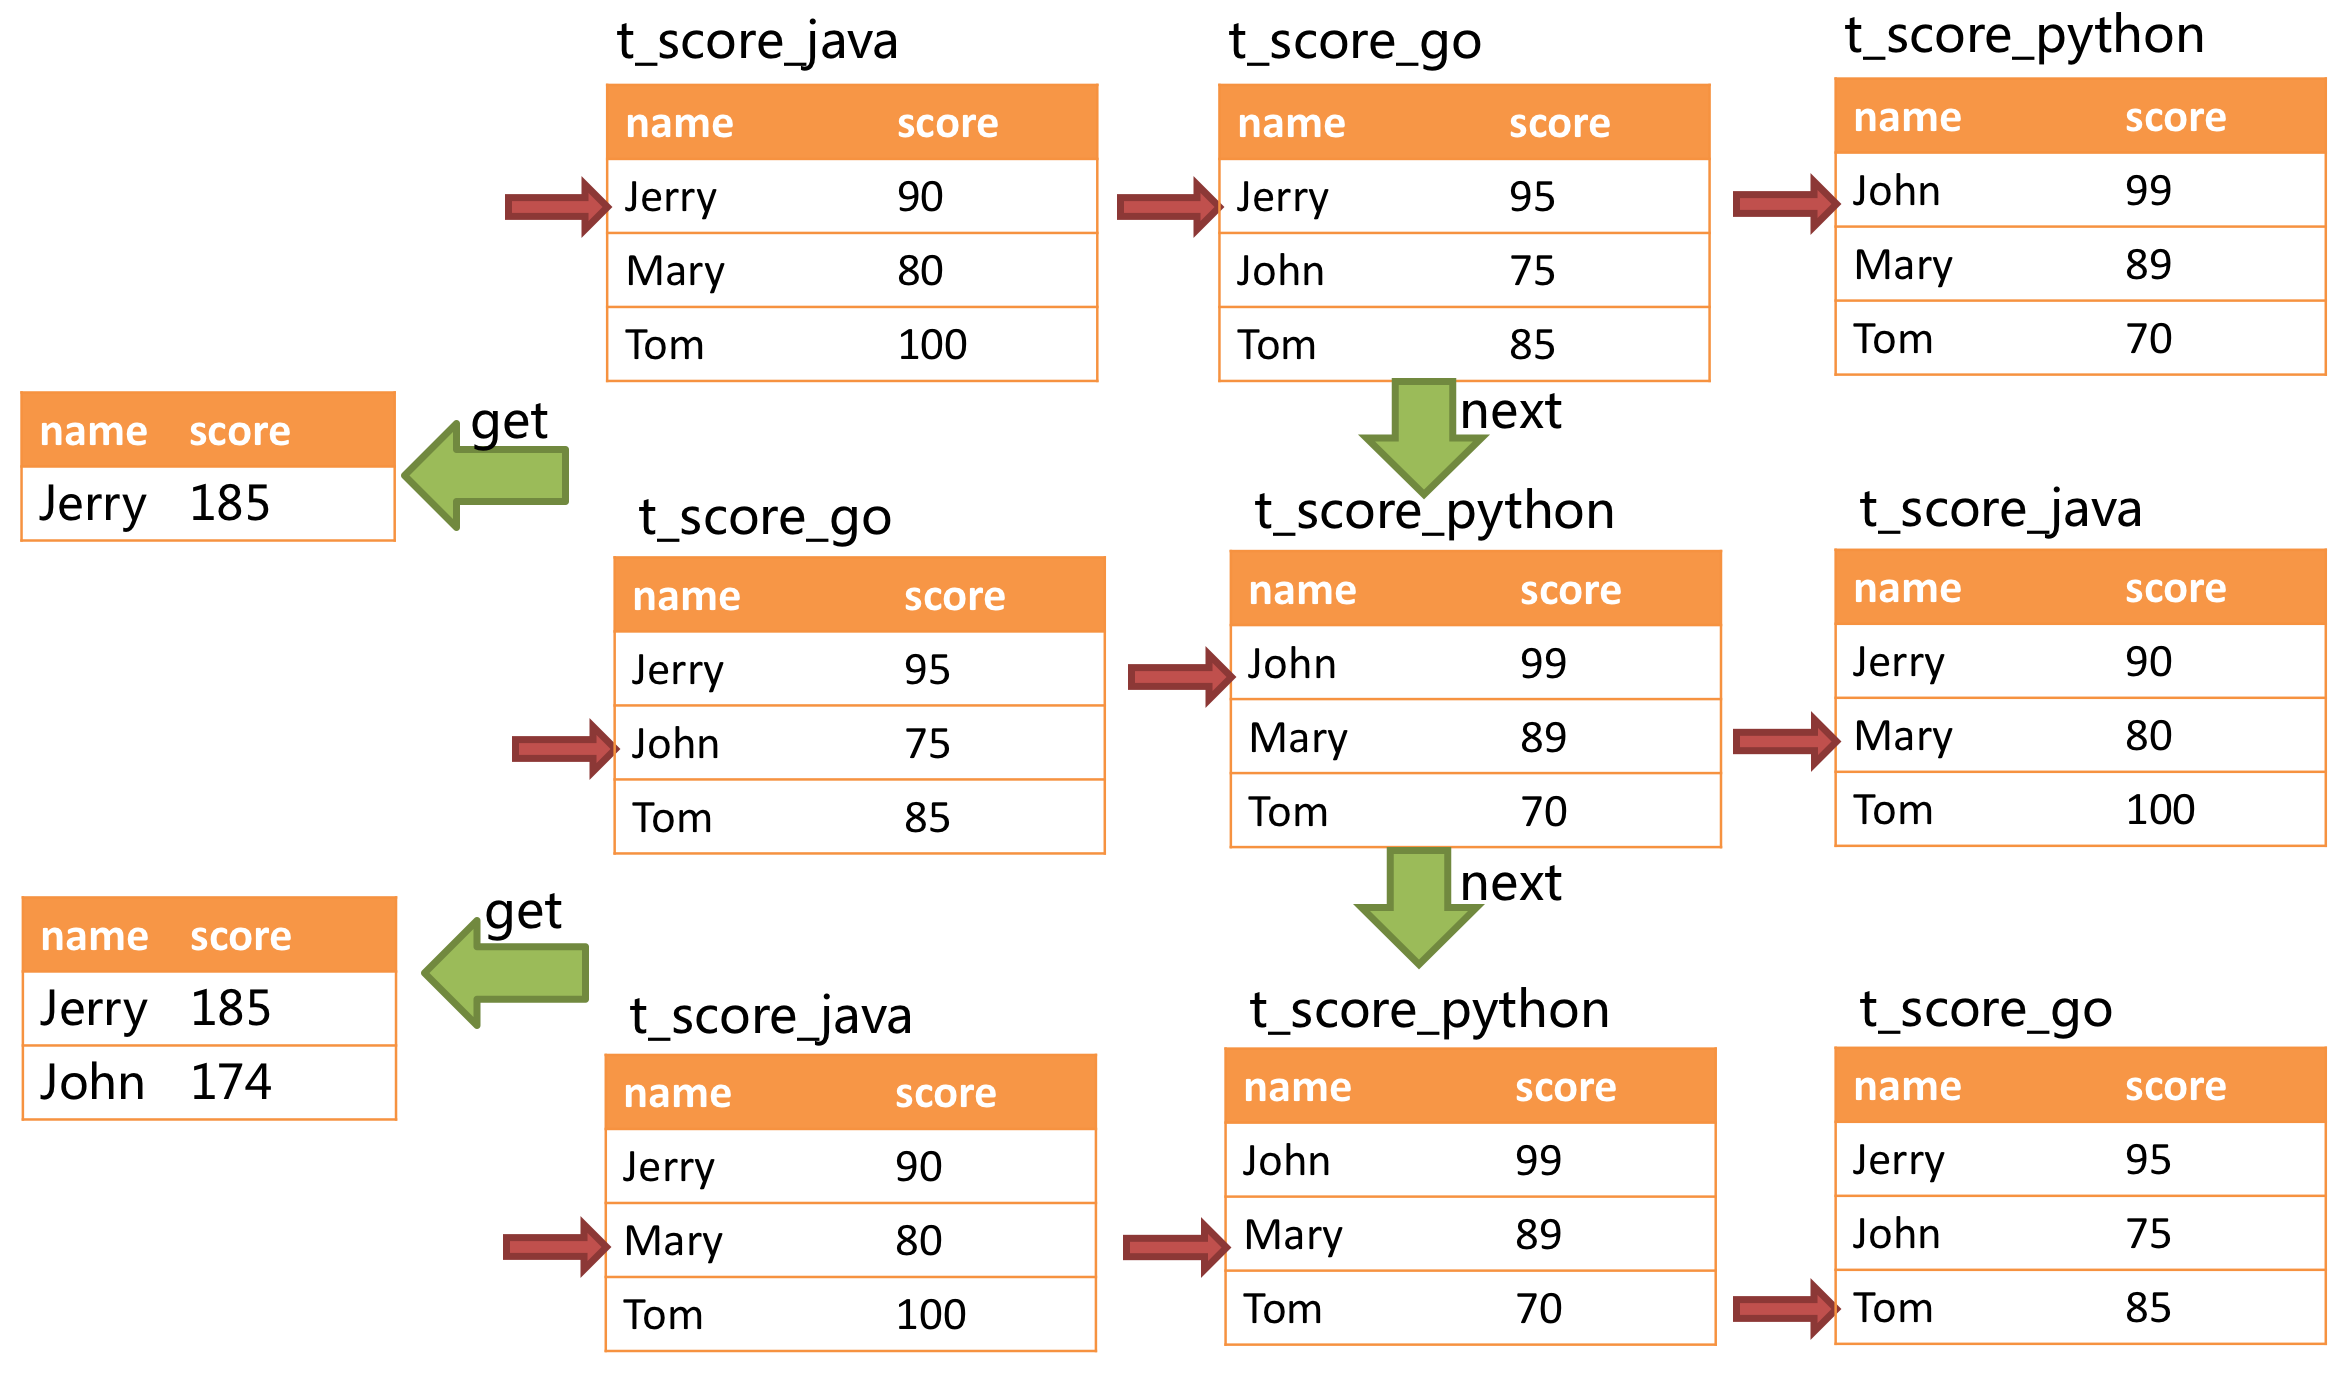 t_score_java
name score
Jerry 90
Mary 80
Tom 100
t_score_go
name score
Jerry 95
John 75
Tom 85
t_score_python
name score
John 99
Mary 89
Tom 70
next
get
name score
Jerry 185
t_score_go
name score
Jerry 95
John 75
Tom 85
t_score_python
name score
John 99
Mary 89
Tom 70
t_score_java
name score
Jerry 90
Mary 80
Tom 100
next
get
name score
Jerry 185
John 174
t_score_java
name score
Jerry 90
Mary 80
Tom 100
t_score_python
name score
John 99
Mary 89
Tom 70
t_score_go
name score
Jerry 95
John 75
Tom 85